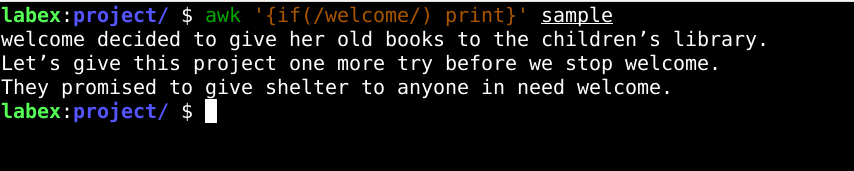 labex:project/ $ awk '{if(/welcome/) print}' sample
welcome decided to give her old books to the children’s library.
Let’s give this project one more try before we stop welcome.
They promised to give shelter to anyone in need welcome.
labex:project/ $